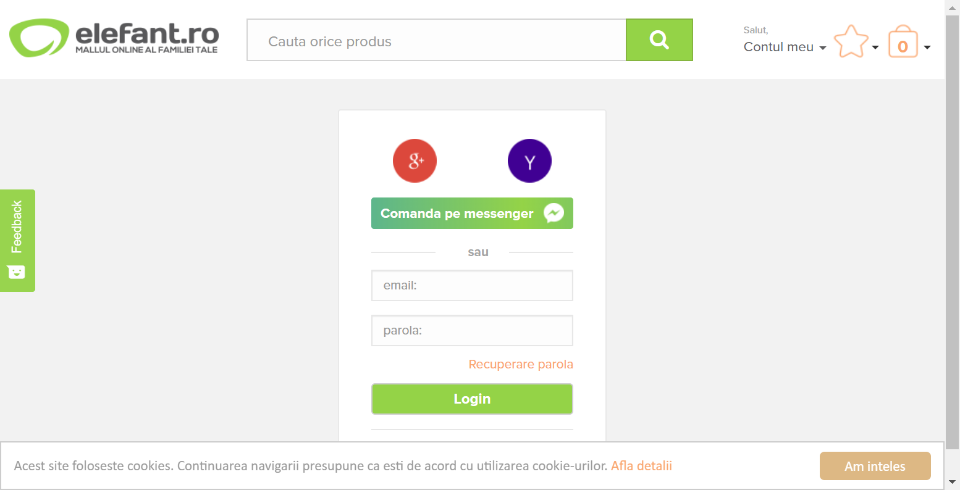 elefant.ro
MALLUL ONLINE AL FAMILIEI TALE
Cauta orice produs
Salut,
Contul meu
0
g+
Y
Comanda pe messenger
Feedback
sau
email:
parola:
Recuperare parola
Login
Acest site foloseste cookies. Continuarea navigarii presupune ca esti de acord cu utilizarea cookie-urilor. Afla detalii
Am inteles